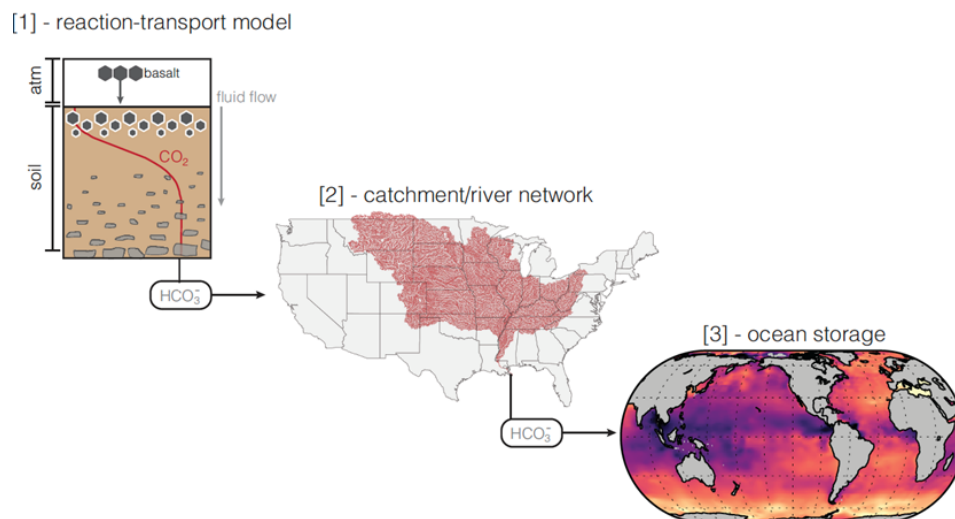 [1] - reaction-transport model
atm
basalt
fluid flow
soil
CO₂
[2] - catchment/river network
HCO₃⁻
[3] - ocean storage
HCO₃⁻